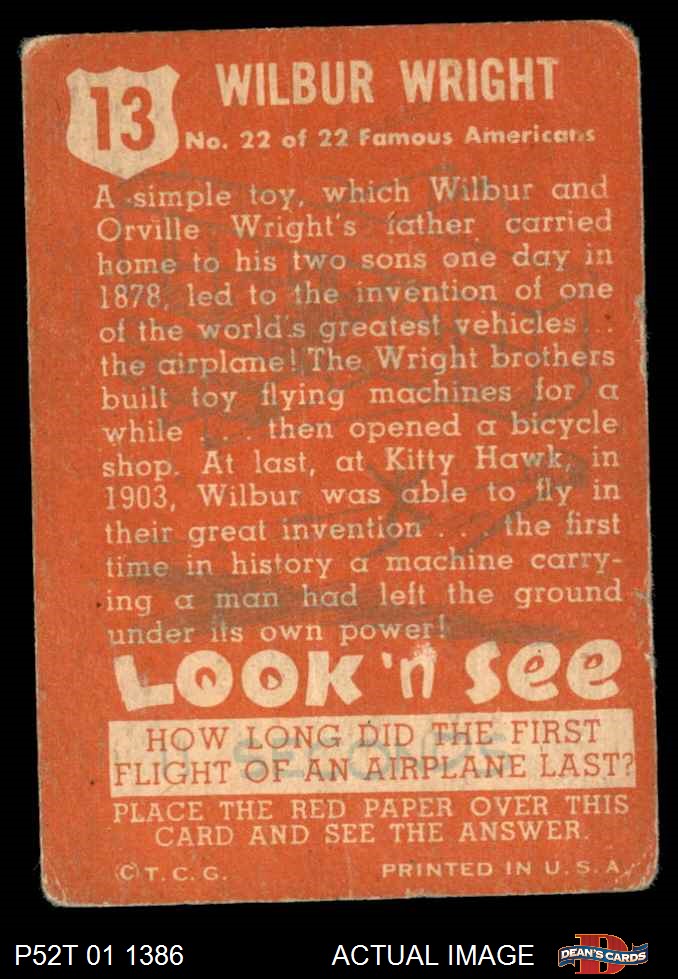 13
WILBUR WRIGHT
No. 22 of 22 Famous Americans
A simple toy, which Wilbur and
Orville Wright's father carried
home to his two sons one day in
1878, led to the invention of one
of the world's greatest vehicles...
the airplane! The Wright brothers
built toy flying machines for a
while ... then opened a bicycle
shop. At last, at Kitty Hawk, in
1903, Wilbur was able to fly in
their great invention ... the first
time in history a machine carry-
ing a man had left the ground
under its own power!
LOOK 'n See
HOW LONG DID THE FIRST
FLIGHT OF AN AIRPLANE LAST?
SECONDS
PLACE THE RED PAPER OVER THIS
CARD AND SEE THE ANSWER.
© T. C. G. PRINTED IN U. S. A.
P52T 01 1386 ACTUAL IMAGE DEAN'S CARDS